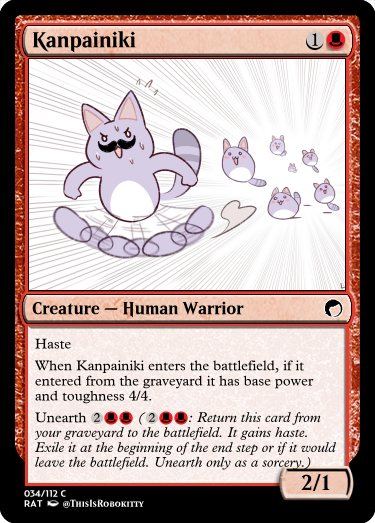 Kanpainiki
1
Creature — Human Warrior
Haste
When Kanpainiki enters the battlefield, if it
entered from the graveyard it has base power
and toughness 4/4.
Unearth 2 ( 2 : Return this card from
your graveyard to the battlefield. It gains haste.
Exile it at the beginning of the end step or if it would
leave the battlefield. Unearth only as a sorcery.)
2/1
034/112 C
RAT @ThisIsRobokitty